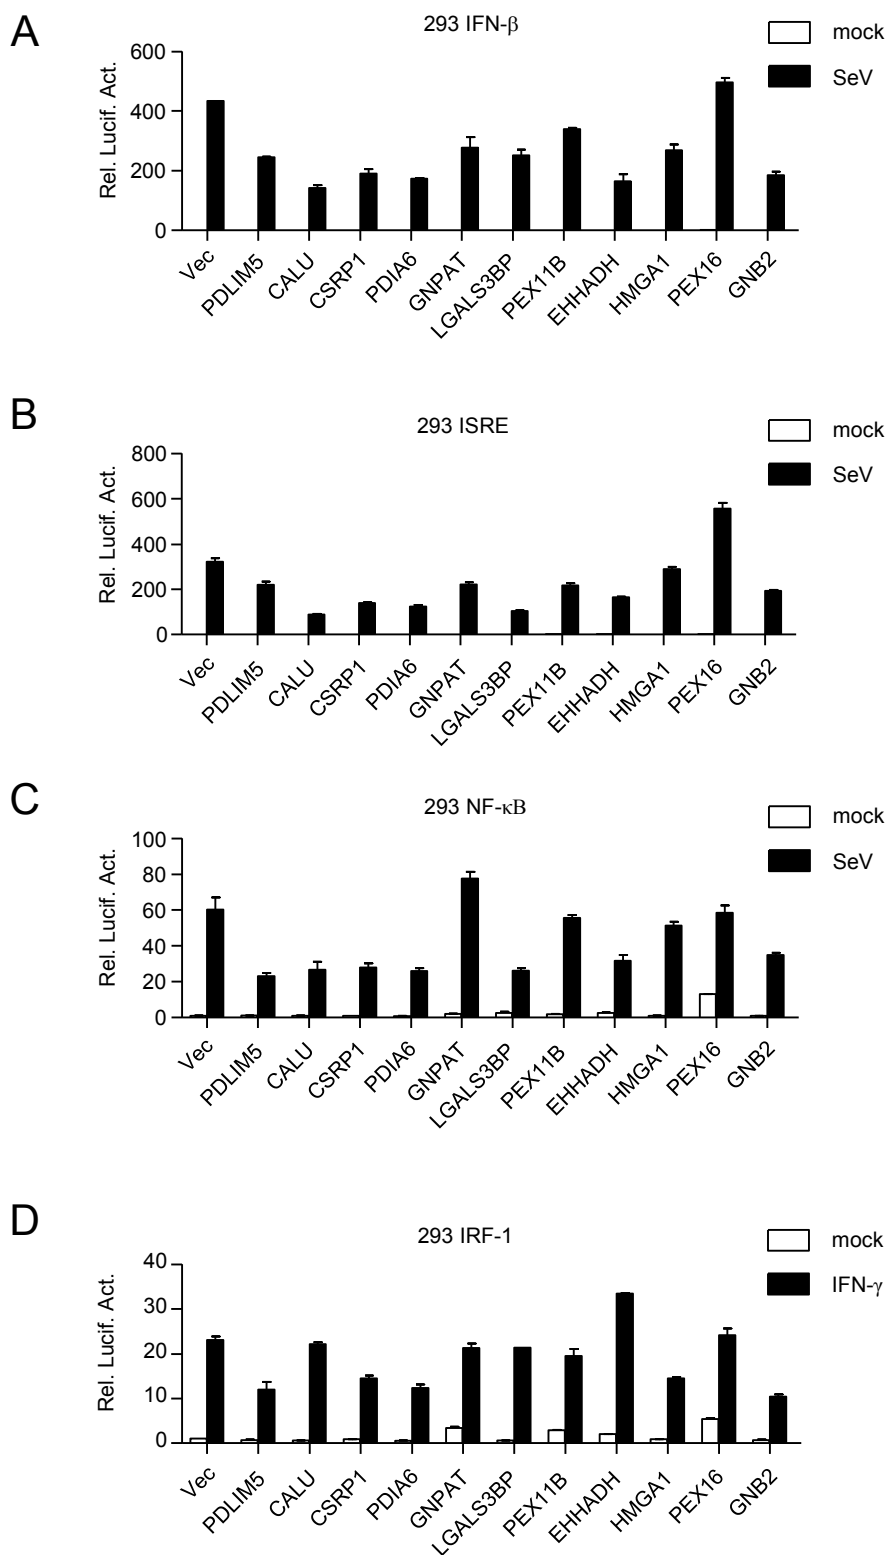 A
293 IFN-β
mock
SeV
Rel. Lucif. Act.
600
400
200
0
Vec
PDLIM5
CALU
CSRP1
PDIA6
GNPAT
LGALS3BP
PEX11B
EHHADH
HMGA1
PEX16
GNB2
B
293 ISRE
mock
SeV
Rel. Lucif. Act.
800
600
400
200
0
Vec
PDLIM5
CALU
CSRP1
PDIA6
GNPAT
LGALS3BP
PEX11B
EHHADH
HMGA1
PEX16
GNB2
C
293 NF-κB
mock
SeV
Rel. Lucif. Act.
100
80
60
40
20
0
Vec
PDLIM5
CALU
CSRP1
PDIA6
GNPAT
LGALS3BP
PEX11B
EHHADH
HMGA1
PEX16
GNB2
D
293 IRF-1
mock
IFN-γ
Rel. Lucif. Act.
40
30
20
10
0
Vec
PDLIM5
CALU
CSRP1
PDIA6
GNPAT
LGALS3BP
PEX11B
EHHADH
HMGA1
PEX16
GNB2